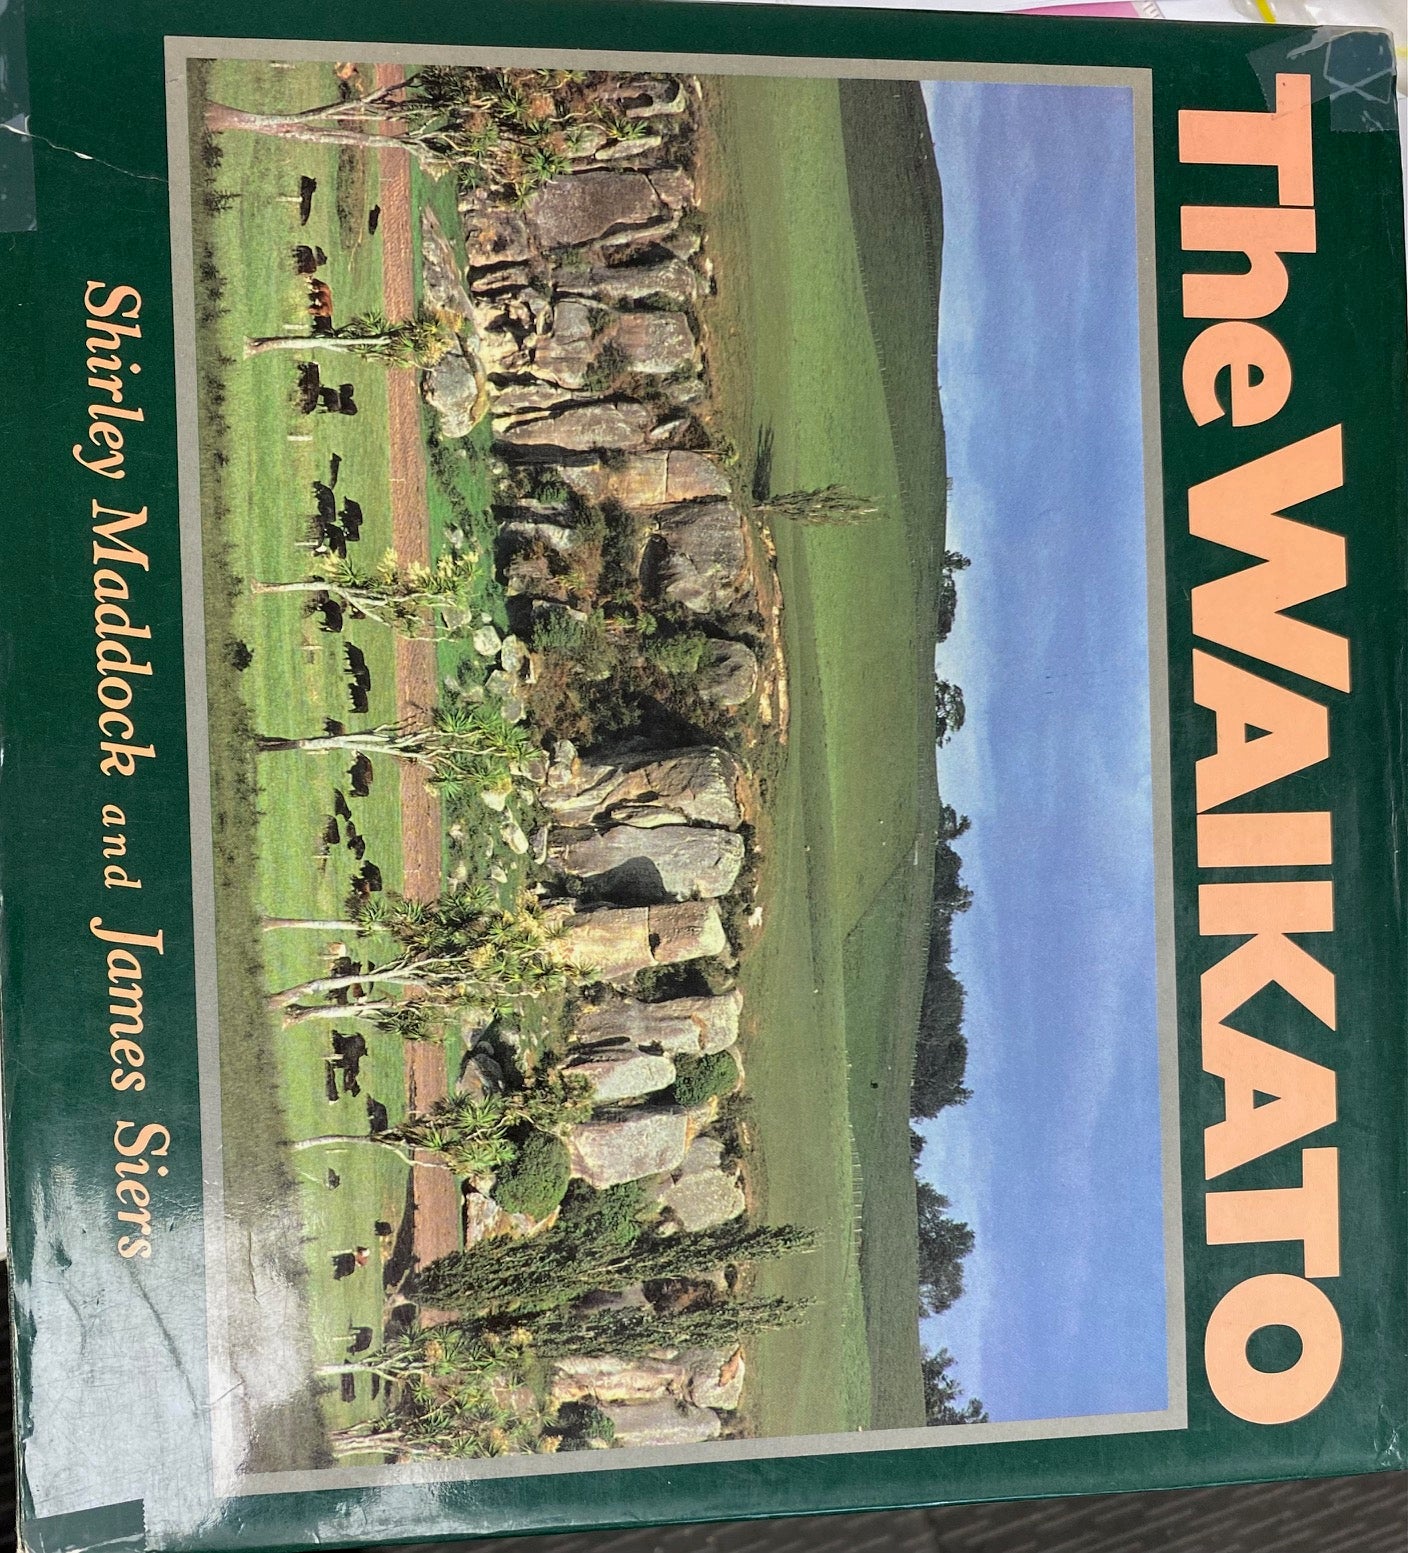 The WAIKATO
Shirley Maddock and James Siers